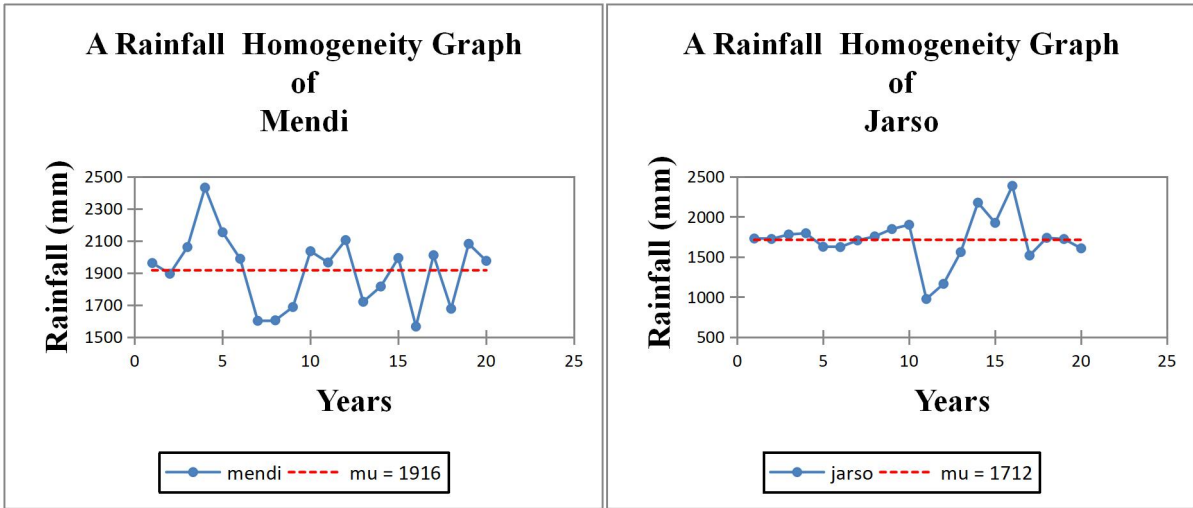 A Rainfall Homogeneity Graph
of
Mendi
Rainfall (mm)
2500
2300
2100
1900
1700
1500
0 5 10 15 20 25
Years
mendi mu = 1916
A Rainfall Homogeneity Graph
of
Jarso
Rainfall (mm)
2500
2000
1500
1000
500
0 5 10 15 20 25
Years
jarso mu = 1712